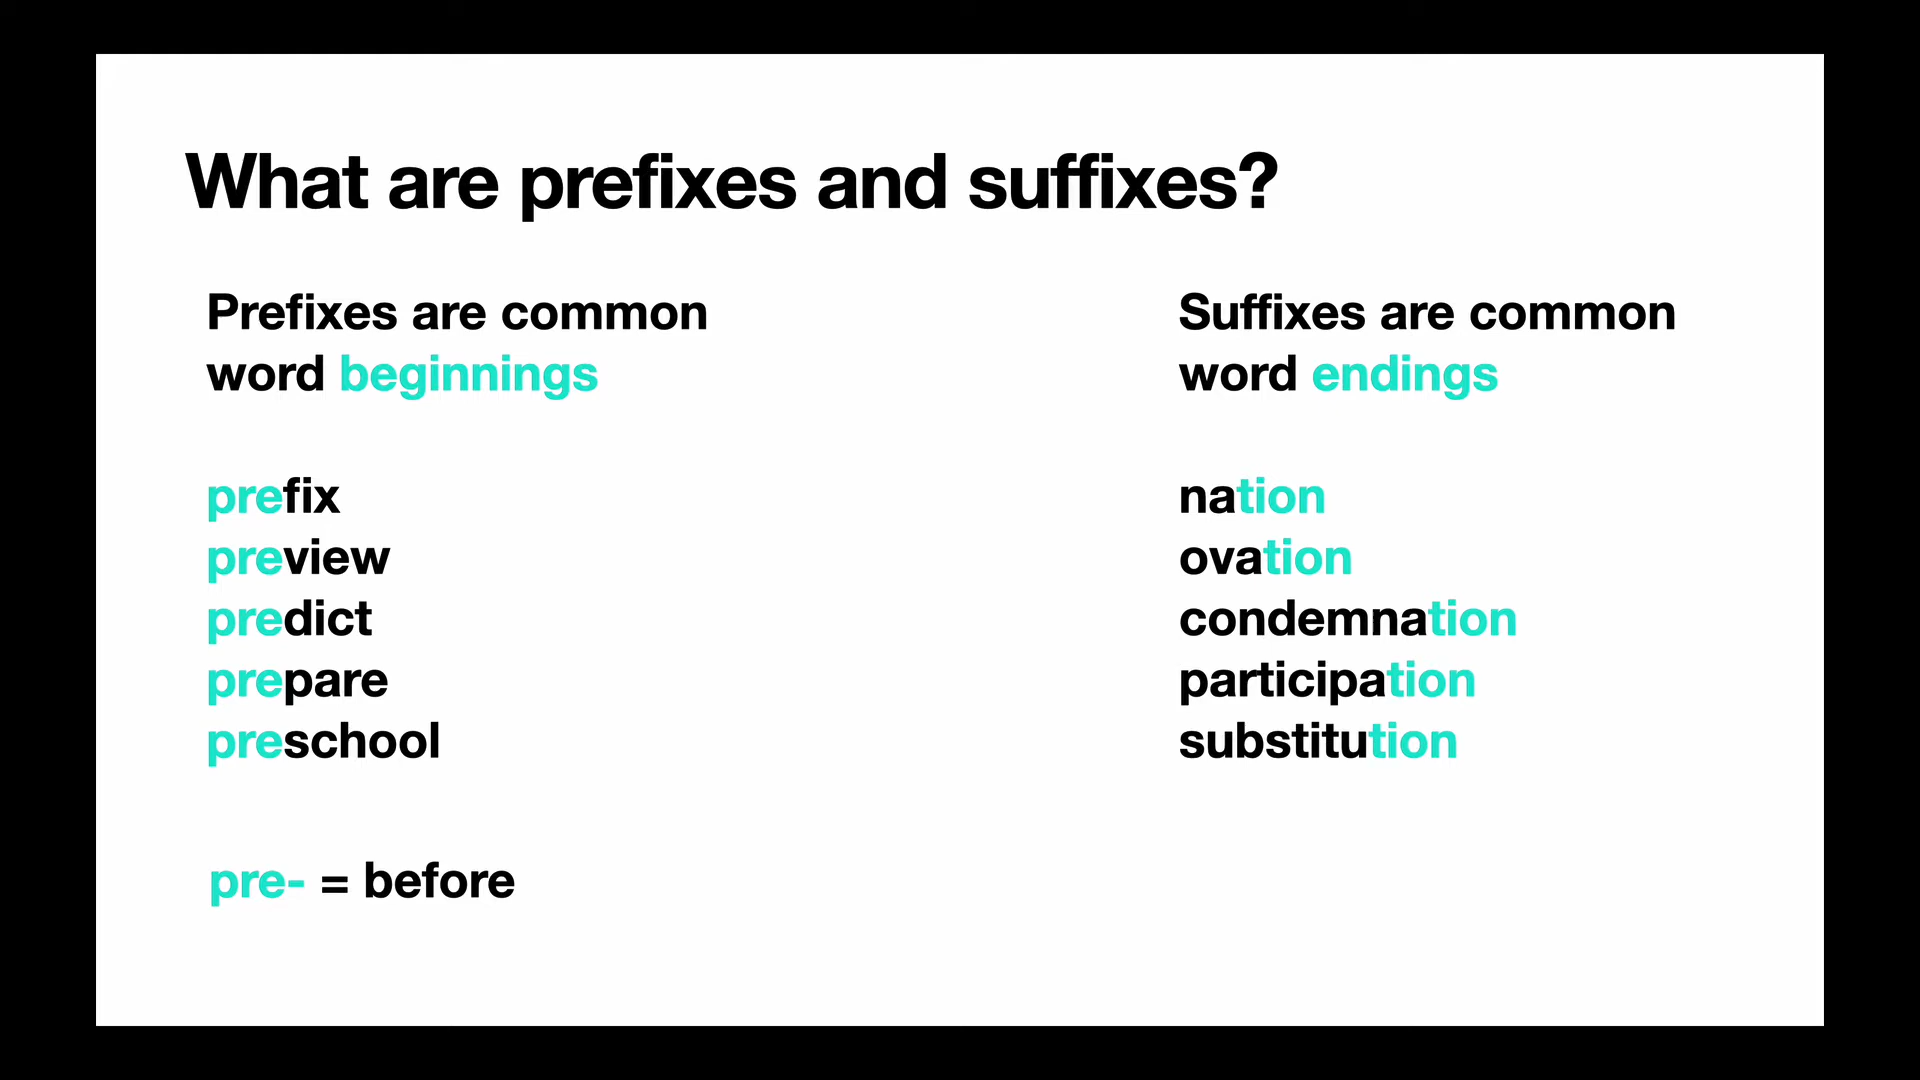 What are prefixes and suffixes?
Prefixes are common
word beginnings
prefix
preview
predict
prepare
preschool
pre- = before
Suffixes are common
word endings
nation
ovation
condemnation
participation
substitution